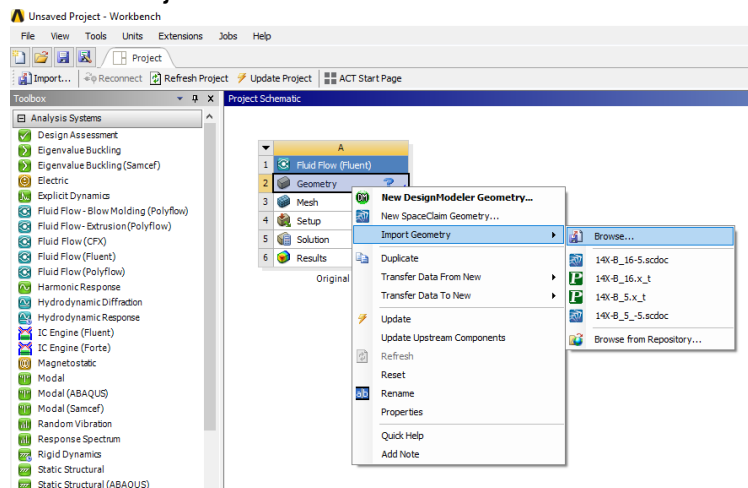 Unsaved Project - Workbench
File View Tools Units Extensions Jobs Help
Project
Import... Reconnect Refresh Project Update Project ACT Start Page
Toolbox
Project Schematic
Analysis Systems
Design Assessment
Eigenvalue Buckling
Eigenvalue Buckling (Samcef)
Electric
Explicit Dynamics
Fluid Flow - Blow Molding (Polyflow)
Fluid Flow - Extrusion (Polyflow)
Fluid Flow (CFX)
Fluid Flow (Fluent)
Fluid Flow (Polyflow)
Harmonic Response
Hydrodynamic Diffraction
Hydrodynamic Response
IC Engine (Fluent)
IC Engine (Forte)
Magnetostatic
Modal
Modal (ABAQUS)
Modal (Samcef)
Random Vibration
Response Spectrum
Rigid Dynamics
Static Structural
Static Structural (ABAQUS)
A
1 Fluid Flow (Fluent)
2 Geometry
3 Mesh
4 Setup
5 Solution
6 Results
Original
New DesignModeler Geometry...
New SpaceClaim Geometry...
Import Geometry
Duplicate
Transfer Data From New
Transfer Data To New
Update
Update Upstream Components
Refresh
Reset
Rename
Properties
Quick Help
Add Note
Browse...
14X-B_16-5.scdoc
14X-B_16.x_t
14X-B_5.x_t
14X-B_5_-5.scdoc
Browse from Repository...